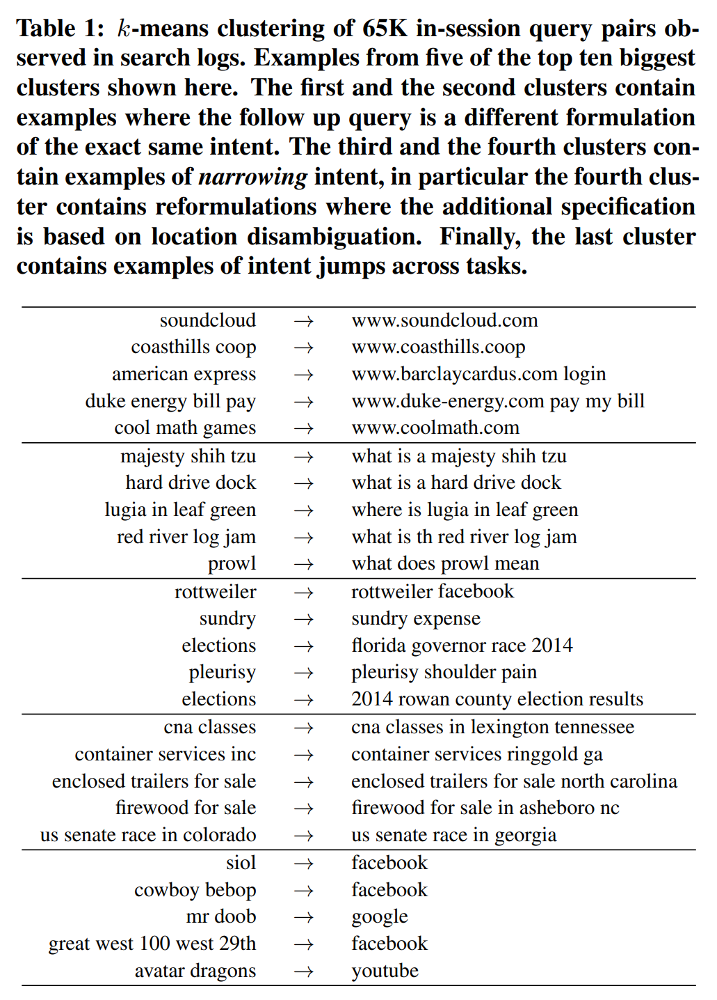 Table 1: k-means clustering of 65K in-session query pairs ob-
served in search logs. Examples from five of the top ten biggest
clusters shown here. The first and the second clusters contain
examples where the follow up query is a different formulation
of the exact same intent. The third and the fourth clusters con-
tain examples of narrowing intent, in particular the fourth clus-
ter contains reformulations where the additional specification
is based on location disambiguation. Finally, the last cluster
contains examples of intent jumps across tasks.
soundcloud → www.soundcloud.com
coasthills coop → www.coasthills.coop
american express → www.barclaycardus.com login
duke energy bill pay → www.duke-energy.com pay my bill
cool math games → www.coolmath.com
majesty shih tzu → what is a majesty shih tzu
hard drive dock → what is a hard drive dock
lugia in leaf green → where is lugia in leaf green
red river log jam → what is th red river log jam
prowl → what does prowl mean
rottweiler → rottweiler facebook
sundry → sundry expense
elections → florida governor race 2014
pleurisy → pleurisy shoulder pain
elections → 2014 rowan county election results
cna classes → cna classes in lexington tennessee
container services inc → container services ringgold ga
enclosed trailers for sale → enclosed trailers for sale north carolina
firewood for sale → firewood for sale in asheboro nc
us senate race in colorado → us senate race in georgia
siol → facebook
cowboy bebop → facebook
mr doob → google
great west 100 west 29th → facebook
avatar dragons → youtube